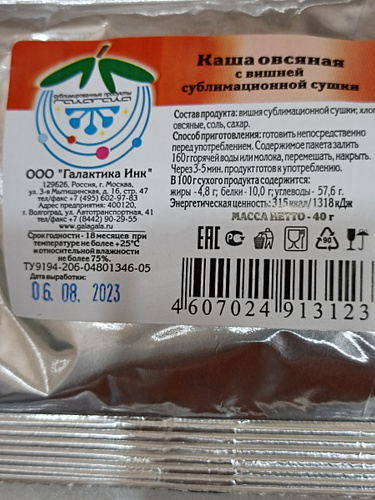 Каша овсяная
с вишней
сублимационной сушки
сублимированные продукты
ООО "Галактика Инк"
129626, Россия, г. Москва,
ул. 3-я Мытищинская, д. 16, стр. 47
тел/факс +7 (495) 602-97-83
Адрес предприятия: 400120,
г. Волгоград, ул. Автотранспортная, 41
тел/факс +7 (8442) 90-29-55
www.galagala.ru
Срок годности - 18 месяцев при
температуре не более +25°С
и относительной влажности
не более 75%.
ТУ9194-206-04801346-05
Дата выработки:
06.08.2023
Состав продукта: вишня сублимационной сушки; хло
овсяные, соль, сахар.
Способ приготовления: готовить непосредственно
перед употреблением. Содержимое пакета залить
160 г горячей воды или молока, перемешать, накрыть.
Через 3-5 мин. продукт готов к употреблению.
В 100 г сухого продукта содержится:
жиры - 4,8 г; белки - 10,0 г; углеводы - 57,6 г.
Энергетическая ценность: 315 ккал/ 1318 кДж
МАССА НЕТТО - 40 г
EAC
90
4 607024 913123